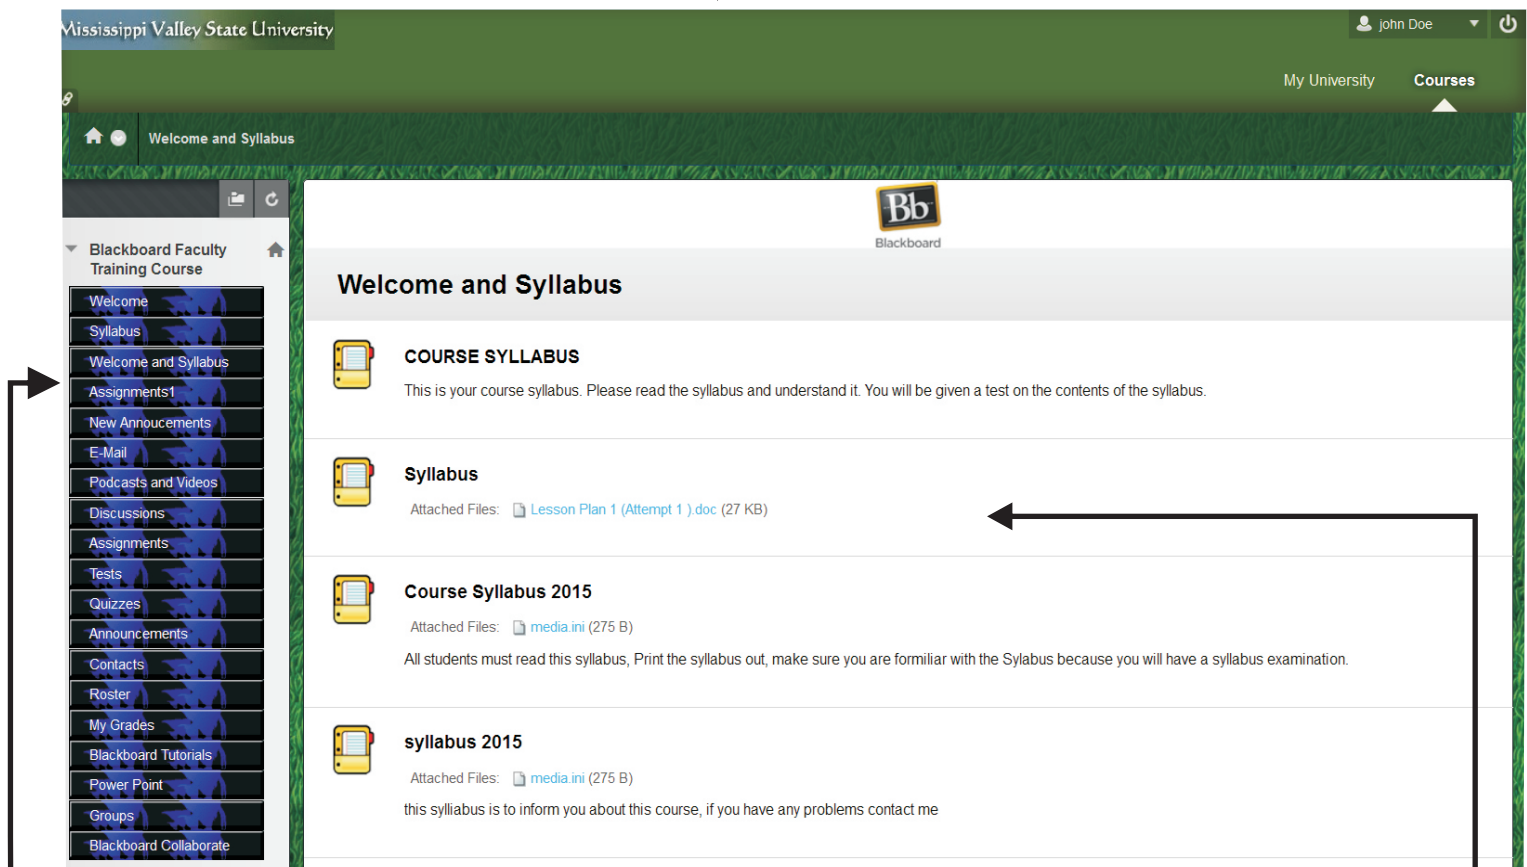 Mississippi Valley State University
john Doe
My University
Courses
Welcome and Syllabus
Bb
Blackboard
Blackboard Faculty
Training Course
Welcome
Syllabus
Welcome and Syllabus
Assignments1
New Annoucements
E-Mail
Podcasts and Videos
Discussions
Assignments
Tests
Quizzes
Announcements
Contacts
Roster
My Grades
Blackboard Tutorials
Power Point
Groups
Blackboard Collaborate
Welcome and Syllabus
COURSE SYLLABUS
This is your course syllabus. Please read the syllabus and understand it. You will be given a test on the contents of the syllabus.
Syllabus
Attached Files: Lesson Plan 1 (Attempt 1 ).doc (27 KB)
Course Syllabus 2015
Attached Files: media.ini (275 B)
All students must read this syllabus, Print the syllabus out, make sure you are formiliar with the Sylabus because you will have a syllabus examination.
syllabus 2015
Attached Files: media.ini (275 B)
this sylliabus is to inform you about this course, if you have any problems contact me